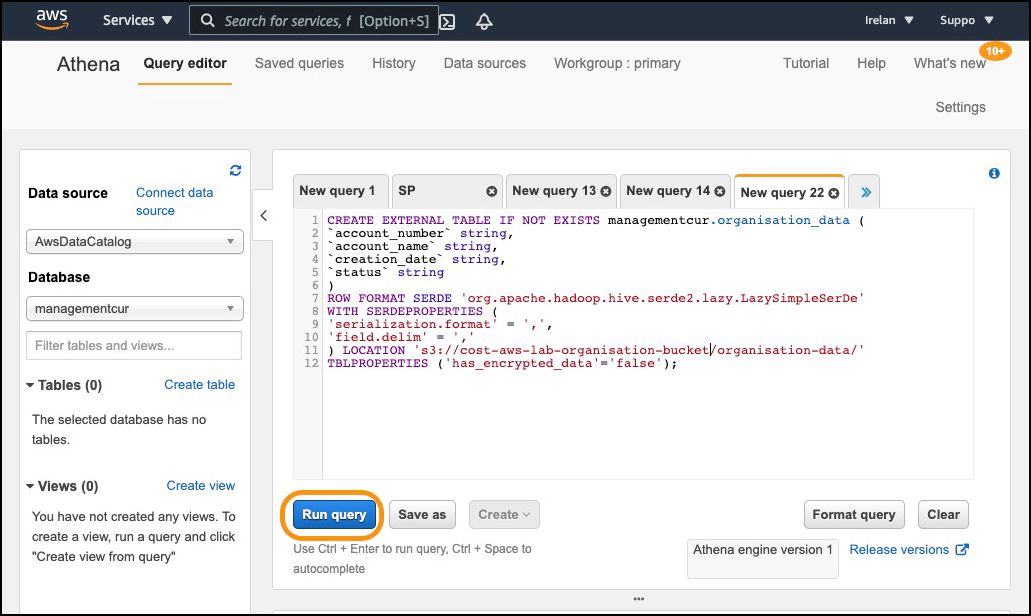 aws Services Search for services, f [Option+S] Irelan Suppo
Athena Query editor Saved queries History Data sources Workgroup : primary Tutorial Help What's new 10+
Settings
Data source Connect data
source
AwsDataCatalog
Database
managementcur
Filter tables and views...
Tables (0) Create table
The selected database has no
tables.
Views (0) Create view
You have not created any views. To
create a view, run a query and click
"Create view from query"
New query 1 SP New query 13 New query 14 New query 22
1 CREATE EXTERNAL TABLE IF NOT EXISTS managementcur.organisation_data (
2 `account_number` string,
3 `account_name` string,
4 `creation_date` string,
5 `status` string
6 )
7 ROW FORMAT SERDE 'org.apache.hadoop.hive.serde2.lazy.LazySimpleSerDe'
8 WITH SERDEPROPERTIES (
9 'serialization.format' = ',',
10 'field.delim' = ','
11 ) LOCATION 's3://cost-aws-lab-organisation-bucket/organisation-data/'
12 TBLPROPERTIES ('has_encrypted_data'='false');
Run query Save as Create Format query Clear
Use Ctrl + Enter to run query, Ctrl + Space to
autocomplete
Athena engine version 1 Release versions